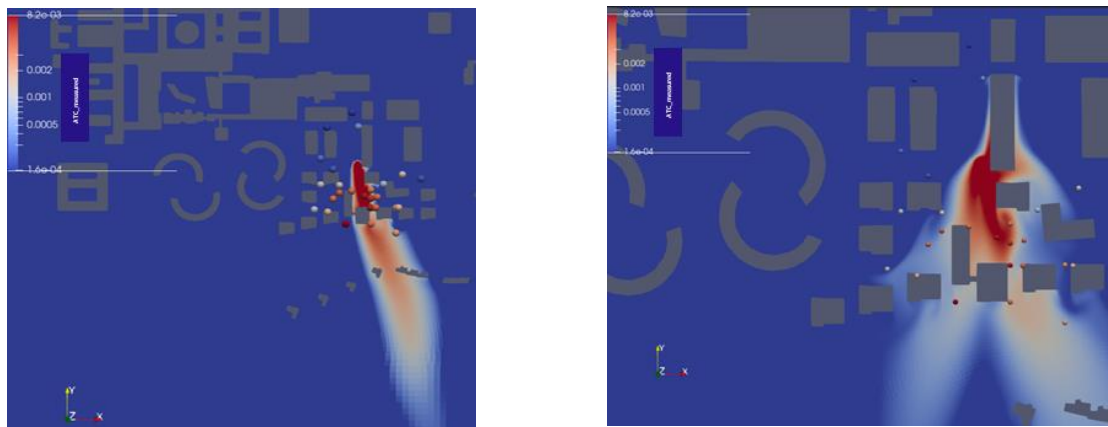 8.2e-03
0.002
0.001
0.0005
1.6e-04
ATC_measured
Y
Z
X
8.2e-03
0.002
0.001
0.0005
1.6e-04
ATC_measured
Y
Z
X